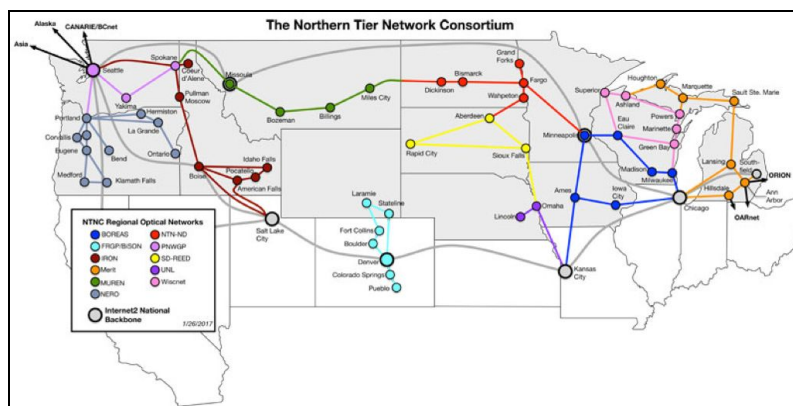 The Northern Tier Network Consortium
Alaska
CANARIE/BCnet
Asia
Seattle
Spokane
Coeur
d'Alene
Missoula
Yakima
Pullman
Moscow
Portland
Hermiston
La Grande
Corvallis
Eugene
Bend
Ontario
Medford
Klamath Falls
Bozeman
Billings
Miles City
Idaho Falls
Pocatello
Boise
American Falls
Salt Lake
City
Grand
Forks
Bismarck
Dickinson
Fargo
Wahpeton
Aberdeen
Rapid City
Sioux Falls
Minneapolis
Superior
Ashland
Houghton
Marquette
Sault Ste. Marie
Powers
Marinette
Eau
Claire
Green Bay
Madison
Milwaukee
Lansing
South-
field
ORION
Ann
Arbor
Hillsdale
OARnet
Chicago
Ames
Iowa
City
Omaha
Lincoln
Kansas
City
Laramie
Stateline
Fort Collins
Boulder
Denver
Colorado Springs
Pueblo
NTNC Regional Optical Networks
BOREAS
NTN-ND
FRGP/BiSON
PNWGP
IRON
SD-REED
Merit
UNL
MUREN
Wiscnet
NERO
Internet2 National
Backbone
1/26/2017